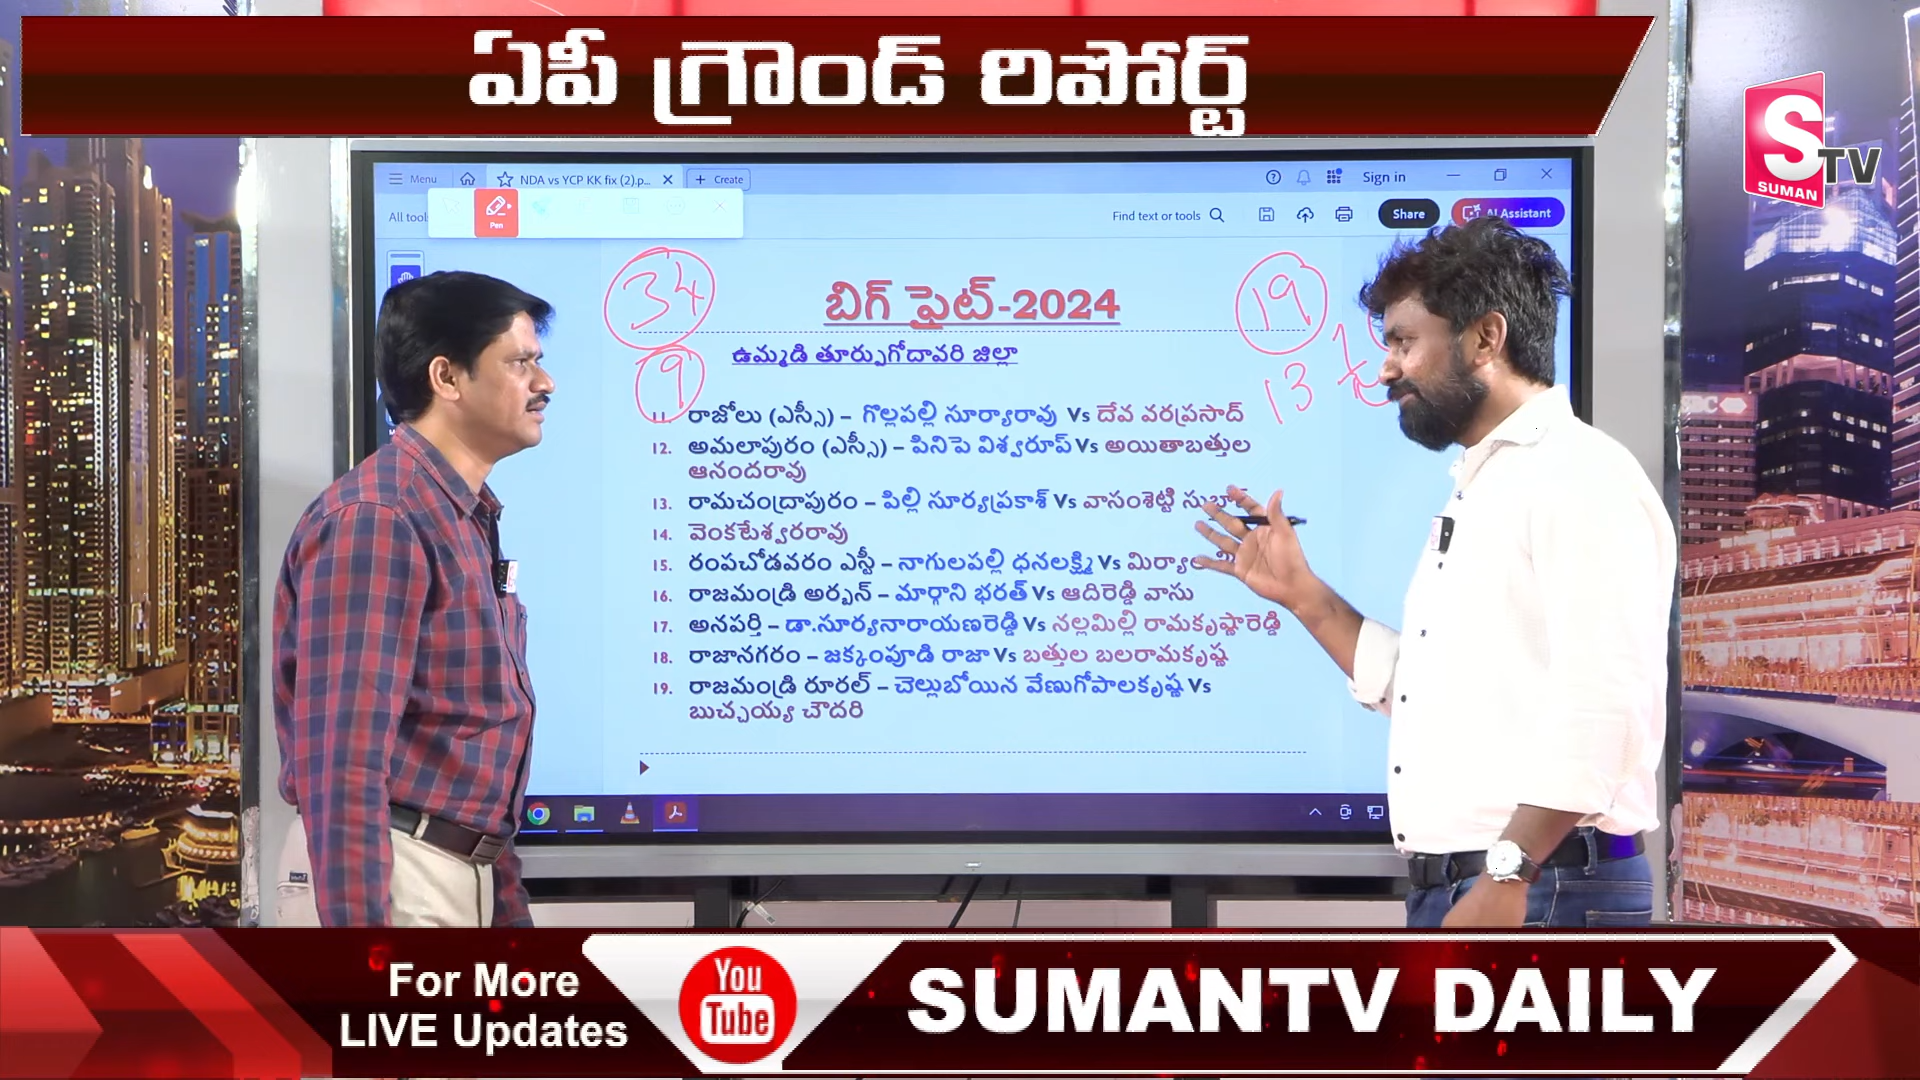 ఏపీ గ్రౌండ్ రిపోర్ట్
S TV
SUMAN
Menu
NDA vs YCP KK fix (2).p...
+ Create
Sign in
All tools
Pen
Find text or tools
Share
AI Assistant
34
బిగ్ ఫైట్-2024
19
9
ఉమ్మడి తూర్పుగోదావరి జిల్లా
13
11. రాజోలు (ఎస్సీ) – గొల్లపల్లి సూర్యారావు Vs దేవ వరప్రసాద్
12. అమలాపురం (ఎస్సీ) – పినిపె విశ్వరూప్ Vs అయితాబత్తుల
ఆనందరావు
13. రామచంద్రాపురం – పిల్లి సూర్యప్రకాశ్ Vs వాసంశెట్టి
14. వెంకటేశ్వరరావు
15. రంపచోడవరం ఎస్టీ – నాగులపల్లి ధనలక్ష్మి Vs
16. రాజమండ్రి అర్బన్ – మార్గాని భరత్ Vs ఆదిరెడ్డి వాసు
17. అనపర్తి – డా.సూర్యనారాయణరెడ్డి Vs నల్లమిల్లి రామకృష్ణారెడ్డి
18. రాజానగరం – జక్కంపూడి రాజా Vs బత్తుల బలరామకృష్ణ
19. రాజమండ్రి రూరల్ – చెల్లుబోయిన వేణుగోపాలకృష్ణ Vs
బుచ్చయ్య చౌదరి
For More
LIVE Updates
You
Tube
SUMANTV DAILY